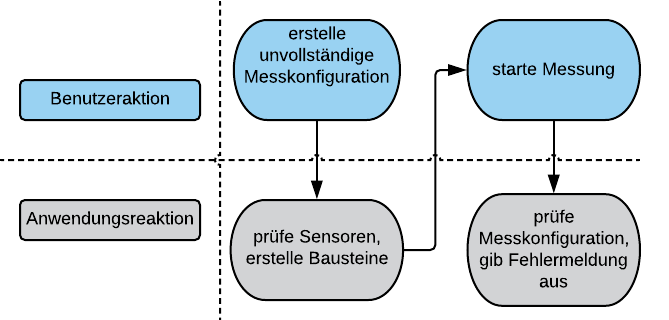 erstelle
unvollständige
Messkonfiguration
starte Messung
Benutzeraktion
Anwendungsreaktion
prüfe Sensoren,
erstelle Bausteine
prüfe
Messkonfiguration,
gib Fehlermeldung
aus